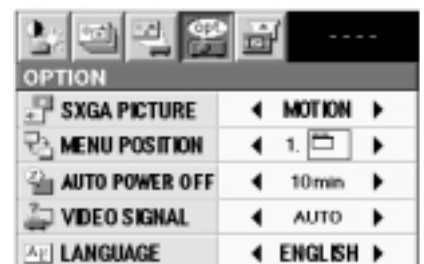 opt
----
OPTION
SXGA PICTURE MOTION
MENU POSITION 1.
AUTO POWER OFF 10min
VIDEO SIGNAL AUTO
LANGUAGE ENGLISH